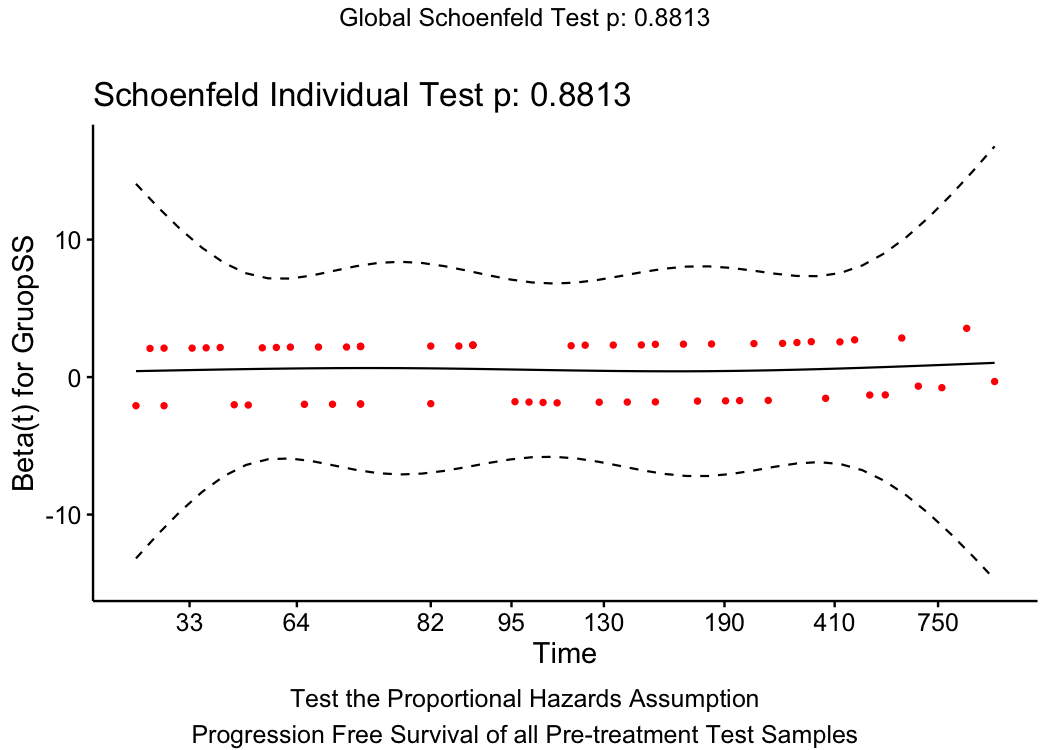 Global Schoenfeld Test p: 0.8813
Schoenfeld Individual Test p: 0.8813
Beta(t) for GruopSS
10
0
-10
33 64 82 95 130 190 410 750
Time
Test the Proportional Hazards Assumption
Progression Free Survival of all Pre-treatment Test Samples